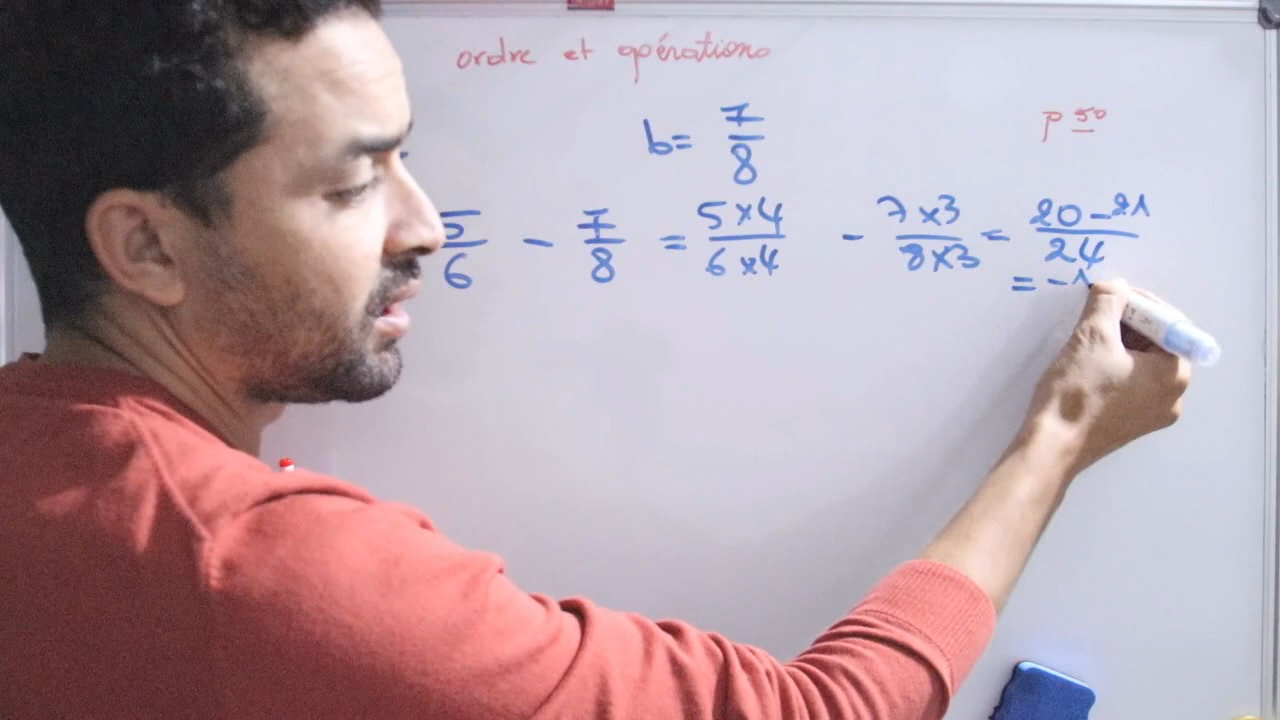 ordre et opérations
p 50
b = 7/8
5/6 - 7/8 = 5×4/6×4 - 7×3/8×3 = 20-21/24
= -1